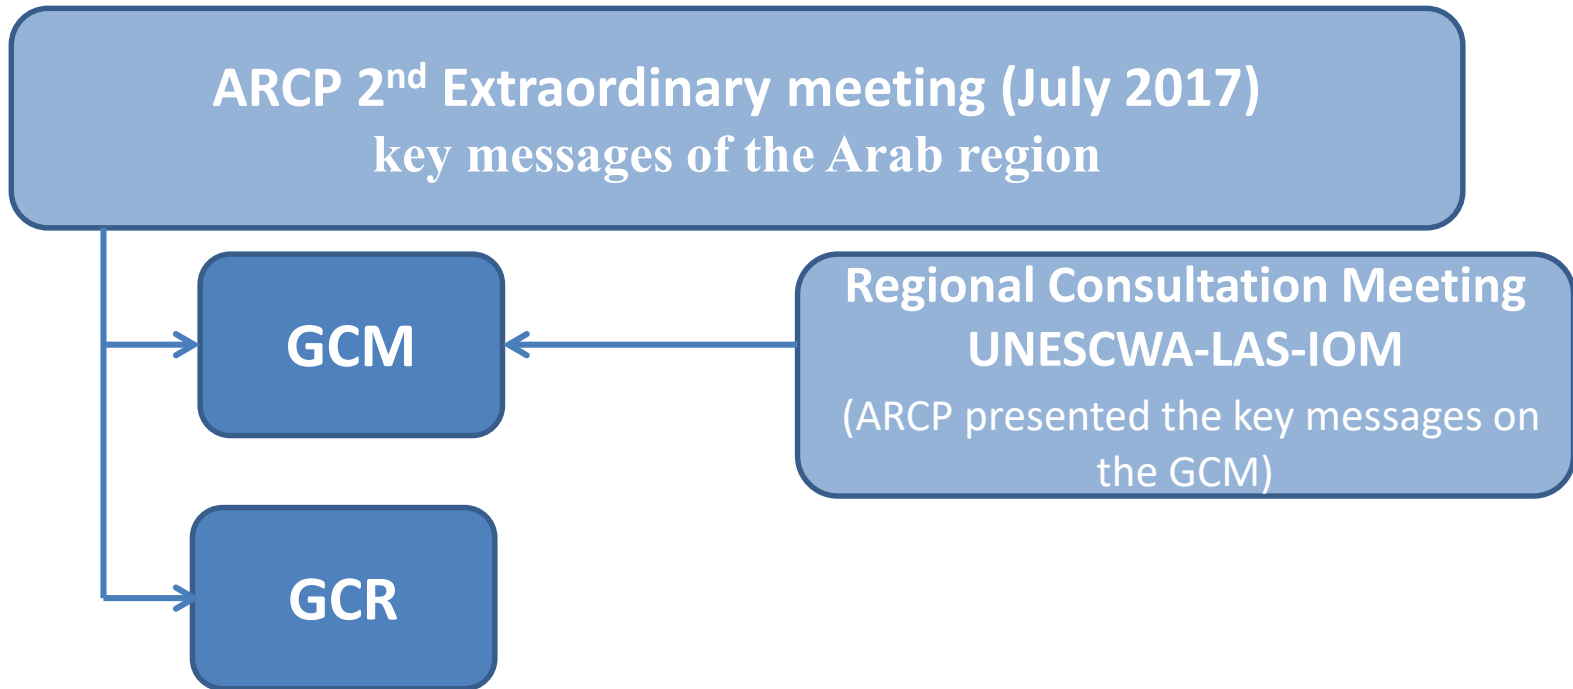 ARCP 2nd Extraordinary meeting (July 2017)
key messages of the Arab region
GCM
Regional Consultation Meeting
UNESCWA-LAS-IOM
(ARCP presented the key messages on
the GCM)
GCR